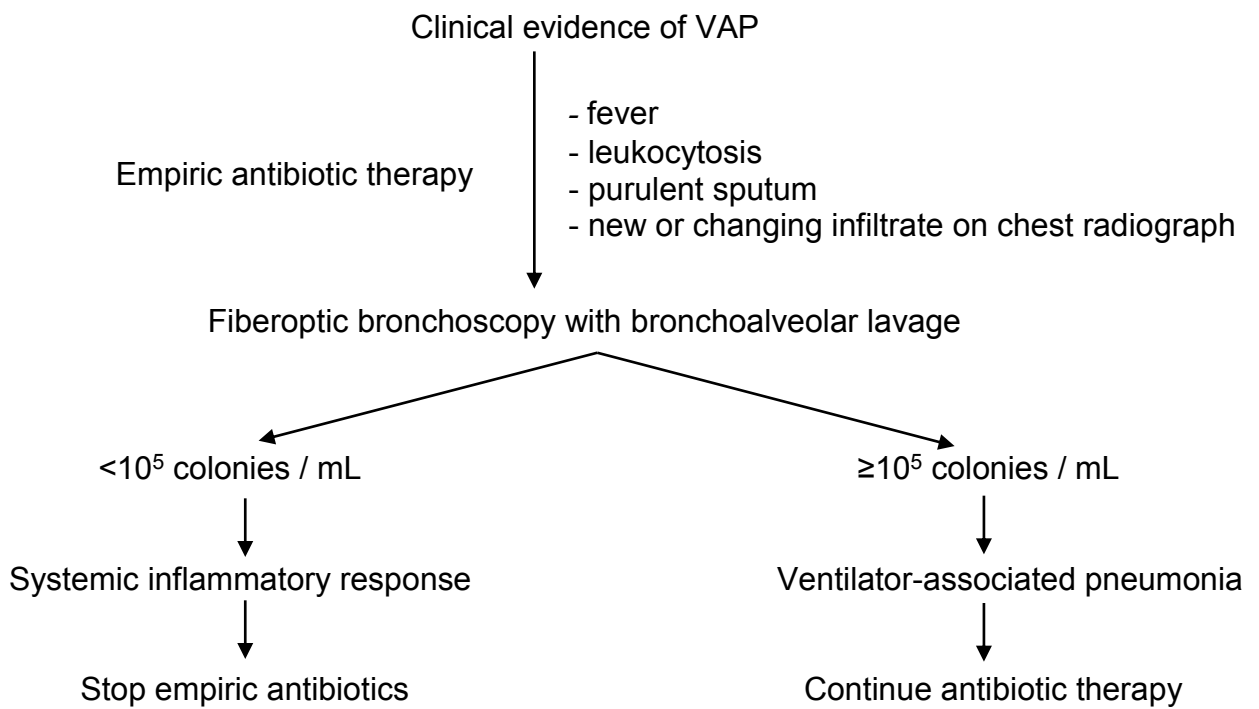 Clinical evidence of VAP
Empiric antibiotic therapy
- fever
- leukocytosis
- purulent sputum
- new or changing infiltrate on chest radiograph
Fiberoptic bronchoscopy with bronchoalveolar lavage
<10⁵ colonies / mL
≥10⁵ colonies / mL
Systemic inflammatory response
Ventilator-associated pneumonia
Stop empiric antibiotics
Continue antibiotic therapy